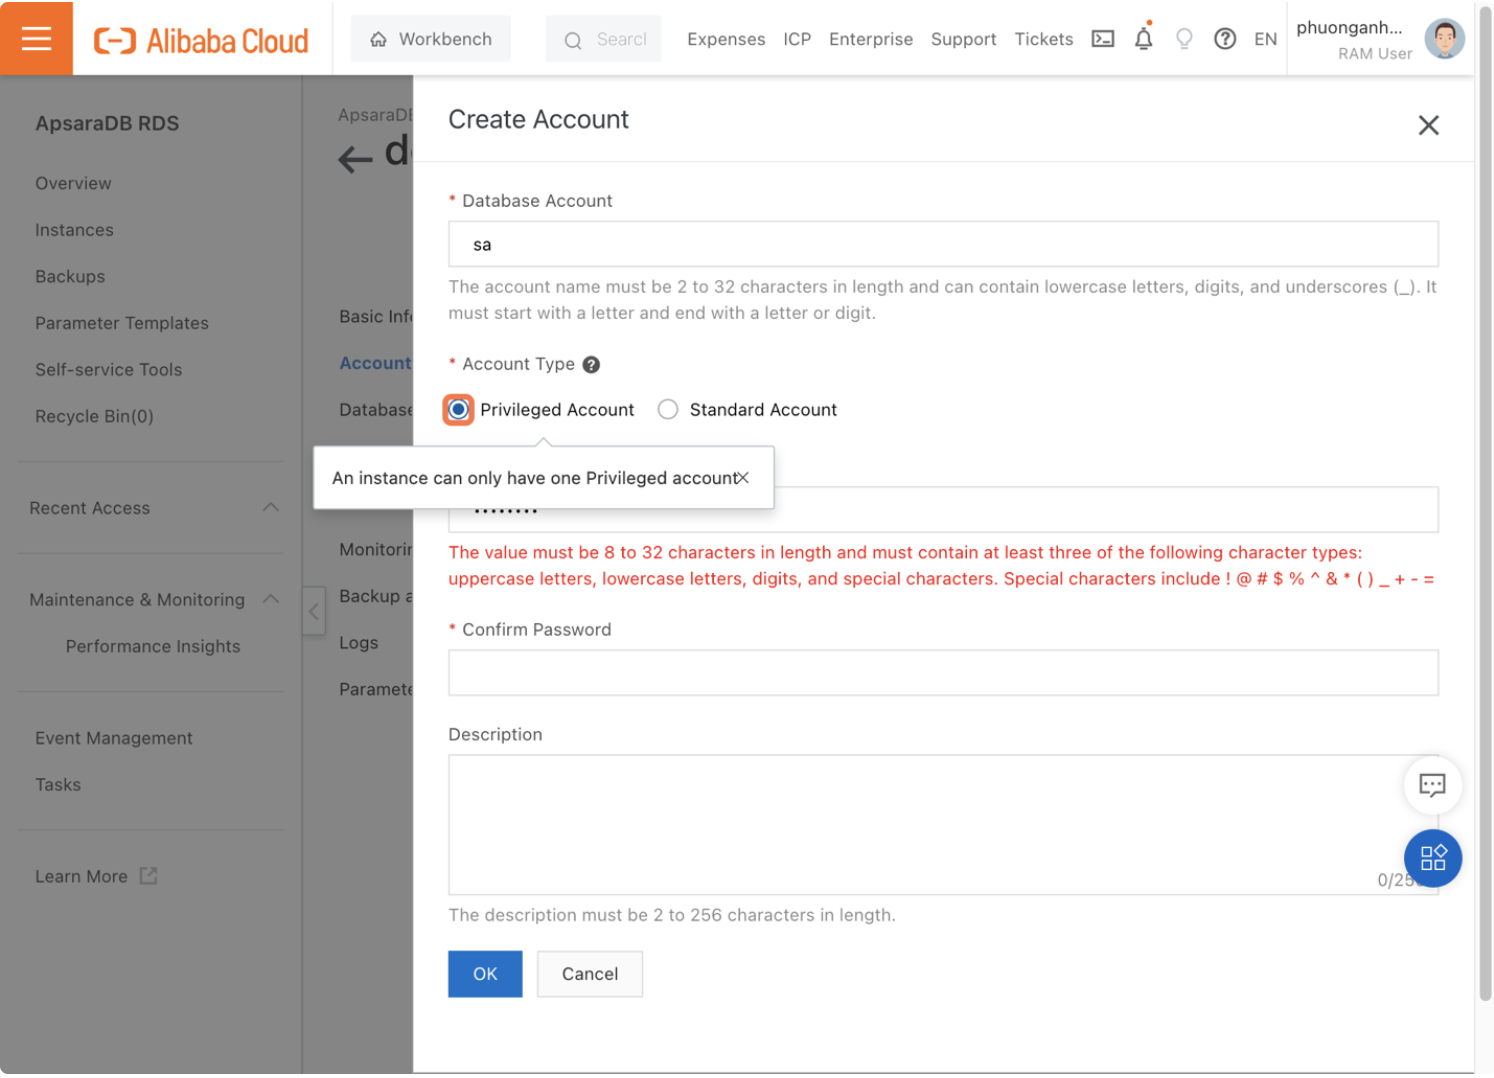 Alibaba Cloud
Workbench
Search
Expenses
ICP
Enterprise
Support
Tickets
EN
phuonganh...
RAM User
ApsaraDB RDS
Overview
Instances
Backups
Parameter Templates
Self-service Tools
Recycle Bin(0)
Recent Access
Maintenance & Monitoring
Performance Insights
Event Management
Tasks
Learn More
ApsaraDB
Basic Info
Account
Database
Monitorin
Backup a
Logs
Paramete
Create Account
* Database Account
sa
The account name must be 2 to 32 characters in length and can contain lowercase letters, digits, and underscores (_). It
must start with a letter and end with a letter or digit.
* Account Type
Privileged Account
Standard Account
An instance can only have one Privileged account
The value must be 8 to 32 characters in length and must contain at least three of the following character types:
uppercase letters, lowercase letters, digits, and special characters. Special characters include ! @ # $ % ^ & * ( ) _ + - =
* Confirm Password
Description
0/256
The description must be 2 to 256 characters in length.
OK
Cancel